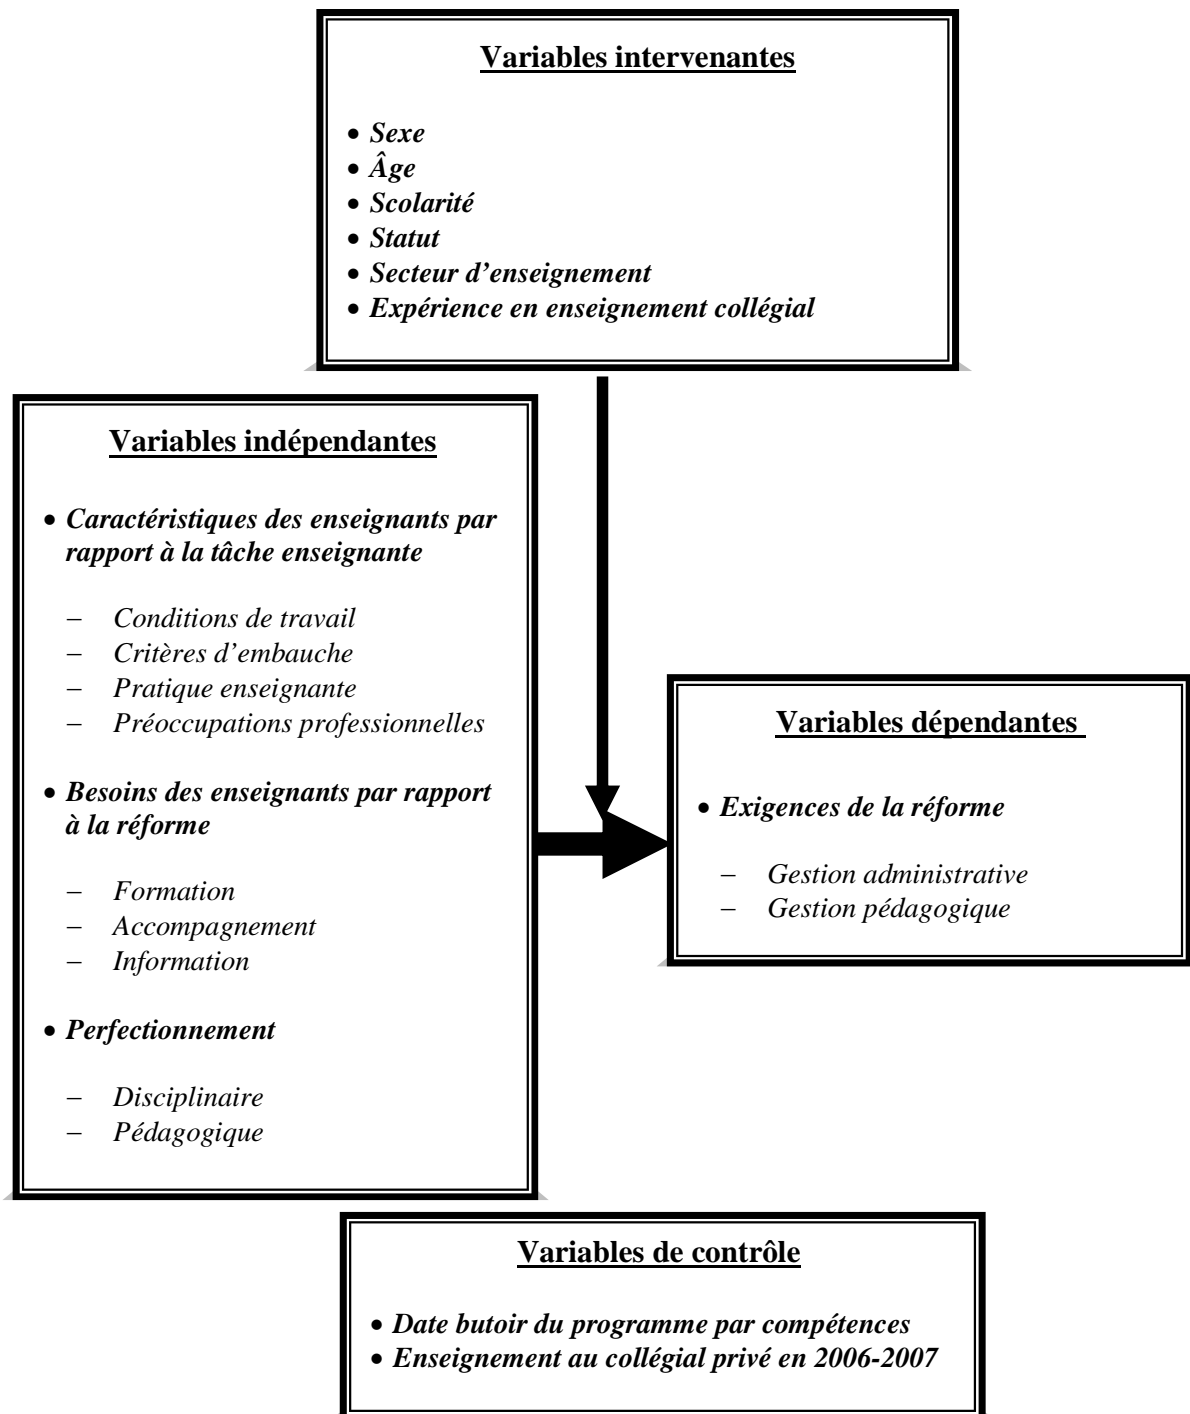 Variables intervenantes
• Sexe
• Âge
• Scolarité
• Statut
• Secteur d’enseignement
• Expérience en enseignement collégial
Variables indépendantes
• Caractéristiques des enseignants par
rapport à la tâche enseignante
– Conditions de travail
– Critères d’embauche
– Pratique enseignante
– Préoccupations professionnelles
• Besoins des enseignants par rapport
à la réforme
– Formation
– Accompagnement
– Information
• Perfectionnement
– Disciplinaire
– Pédagogique
Variables dépendantes
• Exigences de la réforme
– Gestion administrative
– Gestion pédagogique
Variables de contrôle
• Date butoir du programme par compétences
• Enseignement au collégial privé en 2006-2007